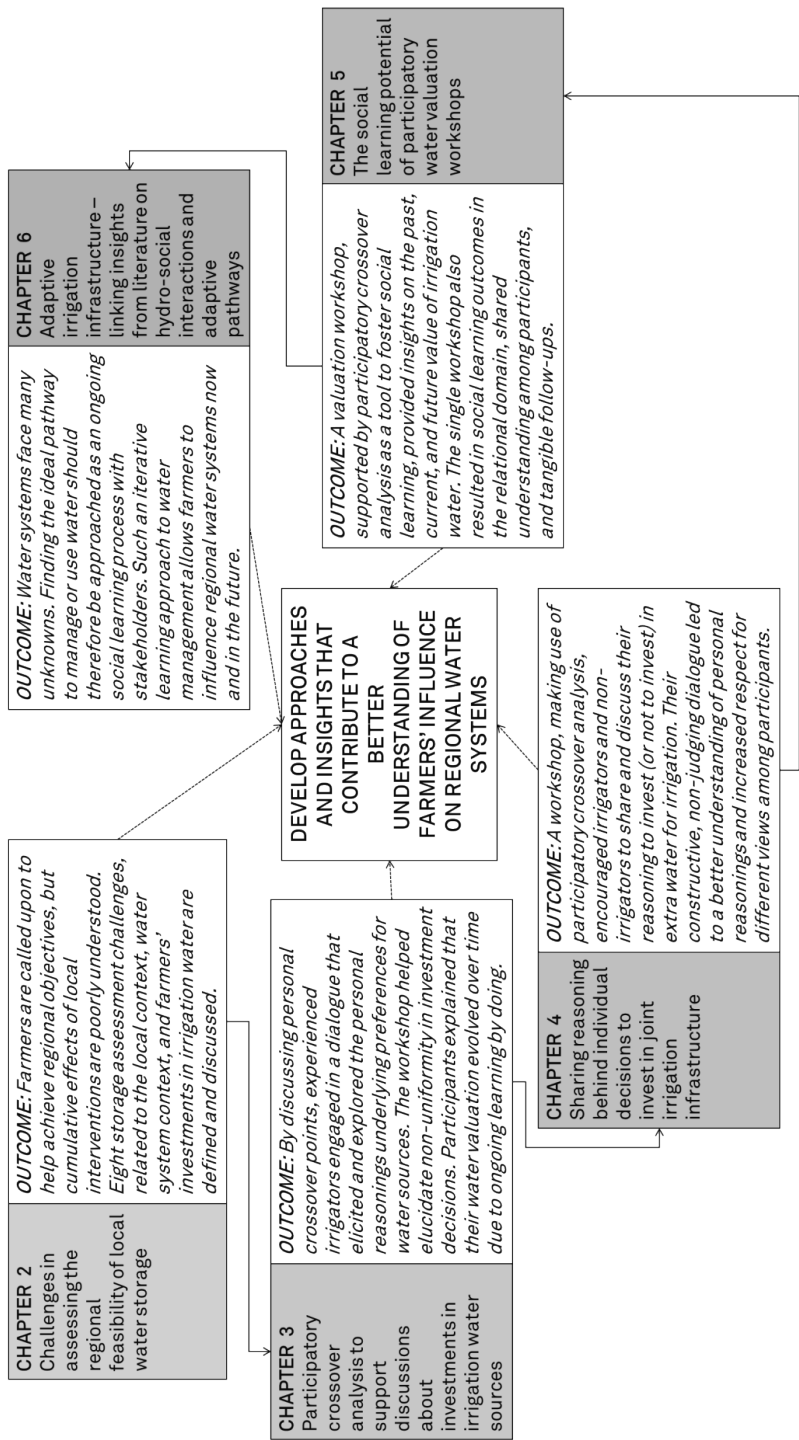 CHAPTER 2
Challenges in
assessing the
regional
feasibility of local
water storage
OUTCOME: Farmers are called upon to
help achieve regional objectives, but
cumulative effects of local
interventions are poorly understood.
Eight storage assessment challenges,
related to the local context, water
system context, and farmers’
investments in irrigation water are
defined and discussed.
CHAPTER 3
Participatory
crossover
analysis to
support
discussions
about
investments in
irrigation water
sources
OUTCOME: By discussing personal
crossover points, experienced
irrigators engaged in a dialogue that
elicited and explored the personal
reasonings underlying preferences for
water sources. The workshop helped
elucidate non-uniformity in investment
decisions. Participants explained that
their water valuation evolved over time
due to ongoing learning by doing.
CHAPTER 4
Sharing reasoning
behind individual
decisions to
invest in joint
irrigation
infrastructure
OUTCOME: A workshop, making use of
participatory crossover analysis,
encouraged irrigators and non-
irrigators to share and discuss their
reasoning to invest (or not to invest) in
extra water for irrigation. Their
constructive, non-judging dialogue led
to a better understanding of personal
reasonings and increased respect for
different views among participants.
DEVELOP APPROACHES
AND INSIGHTS THAT
CONTRIBUTE TO A
BETTER
UNDERSTANDING OF
FARMERS’ INFLUENCE
ON REGIONAL WATER
SYSTEMS
OUTCOME: Water systems face many
unknowns. Finding the ideal pathway
to manage or use water should
therefore be approached as an ongoing
social learning process with
stakeholders. Such an iterative
learning approach to water
management allows farmers to
influence regional water systems now
and in the future.
CHAPTER 6
Adaptive
irrigation
infrastructure –
linking insights
from literature on
hydro-social
interactions and
adaptive
pathways
OUTCOME: A valuation workshop,
supported by participatory crossover
analysis as a tool to foster social
learning, provided insights on the past,
current, and future value of irrigation
water. The single workshop also
resulted in social learning outcomes in
the relational domain, shared
understanding among participants,
and tangible follow-ups.
CHAPTER 5
The social
learning potential
of participatory
water valuation
workshops